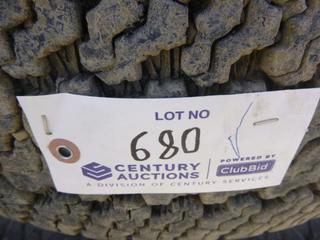 LOT NO
680
CENTURY AUCTIONS
POWERED BY
ClubBid
A DIVISION OF CENTURY SERVICES